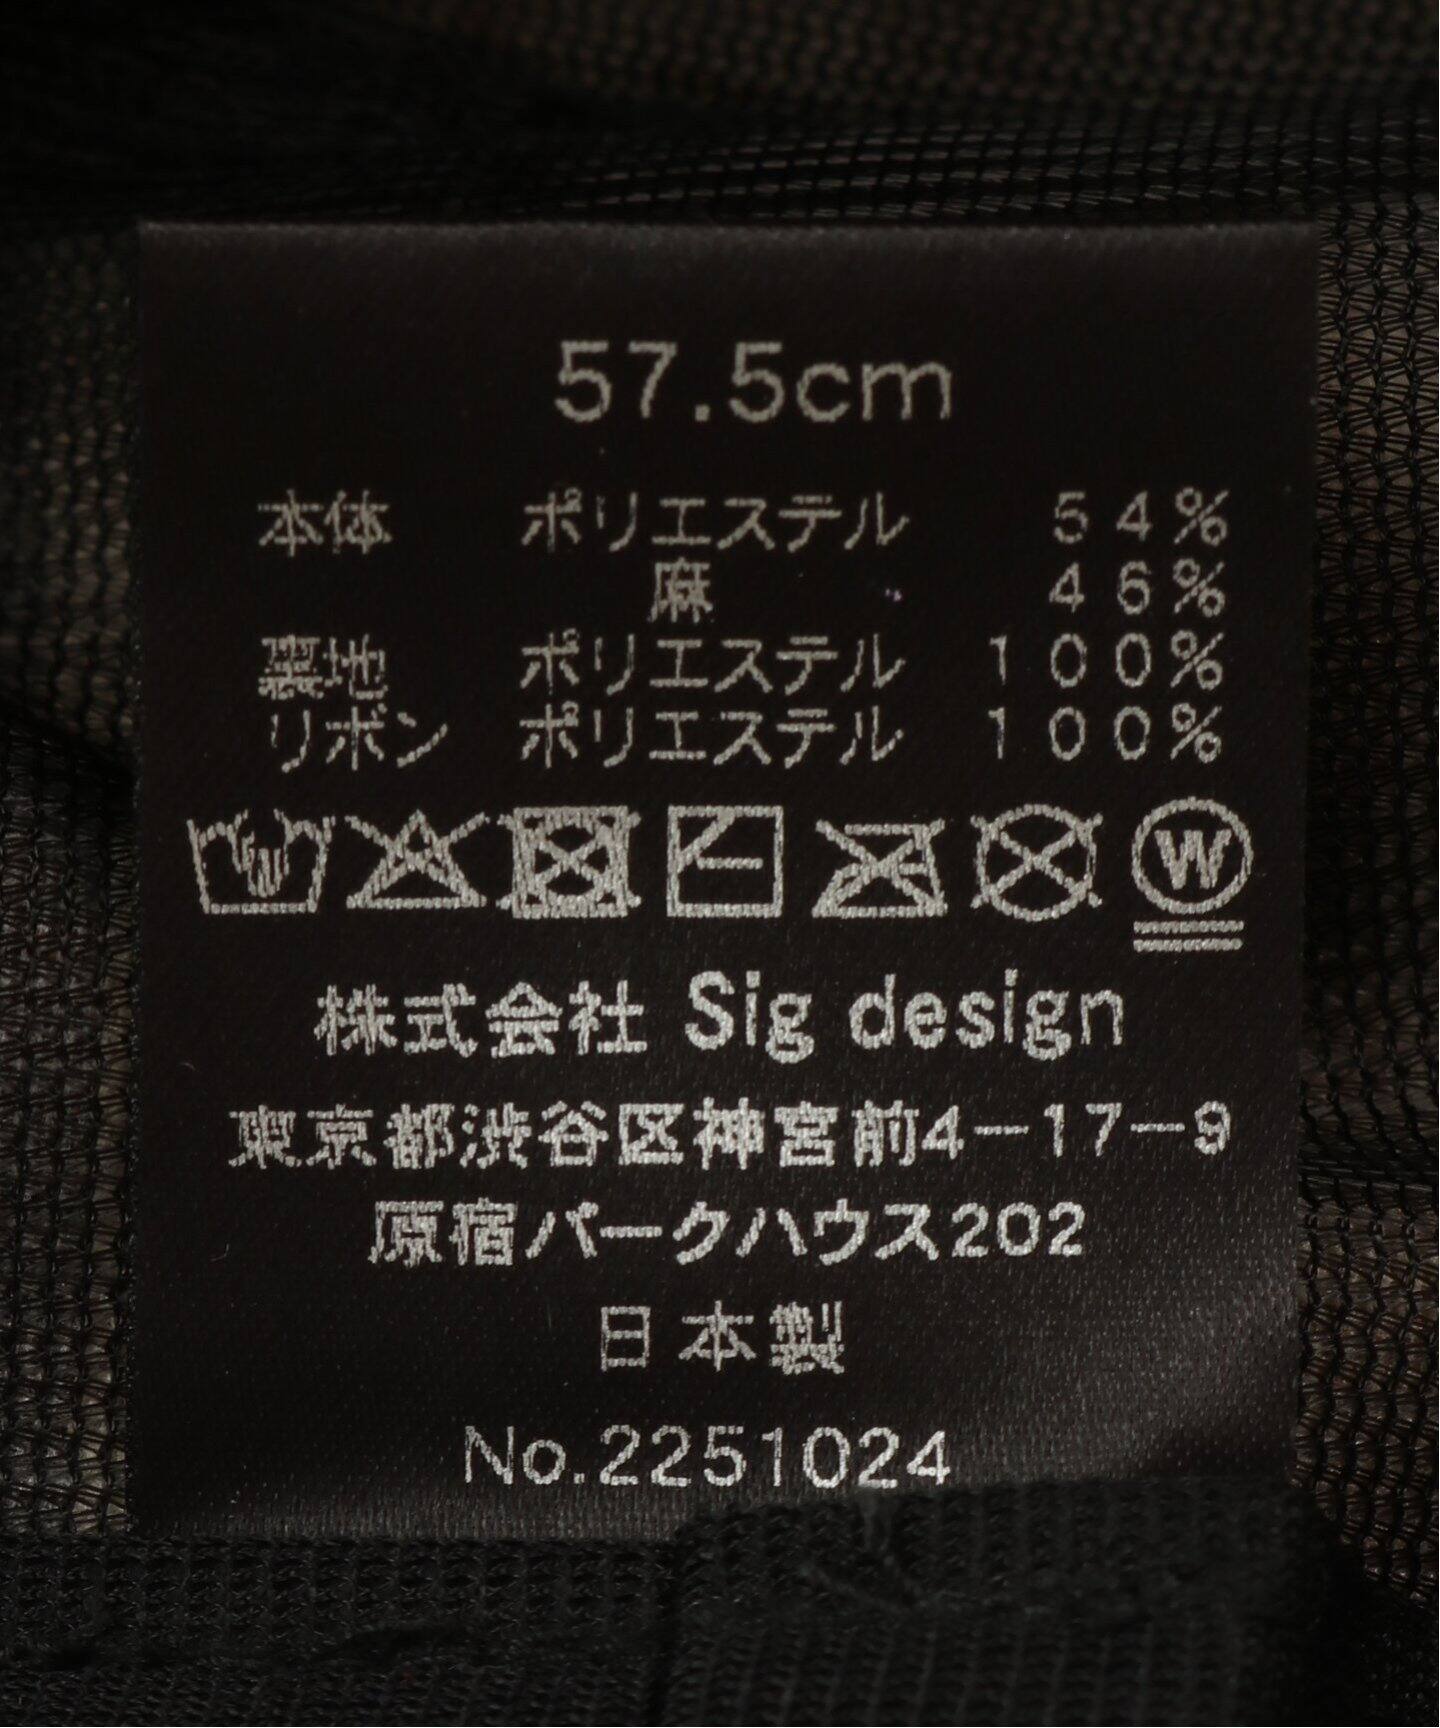 57.5cm
本体 ポリエステル 54%
麻 46%
裏地 ポリエステル 100%
リボン ポリエステル 100%
W
株式会社 Sig design
東京都渋谷区神宮前4-17-9
原宿パークハウス202
日本製
No.2251024